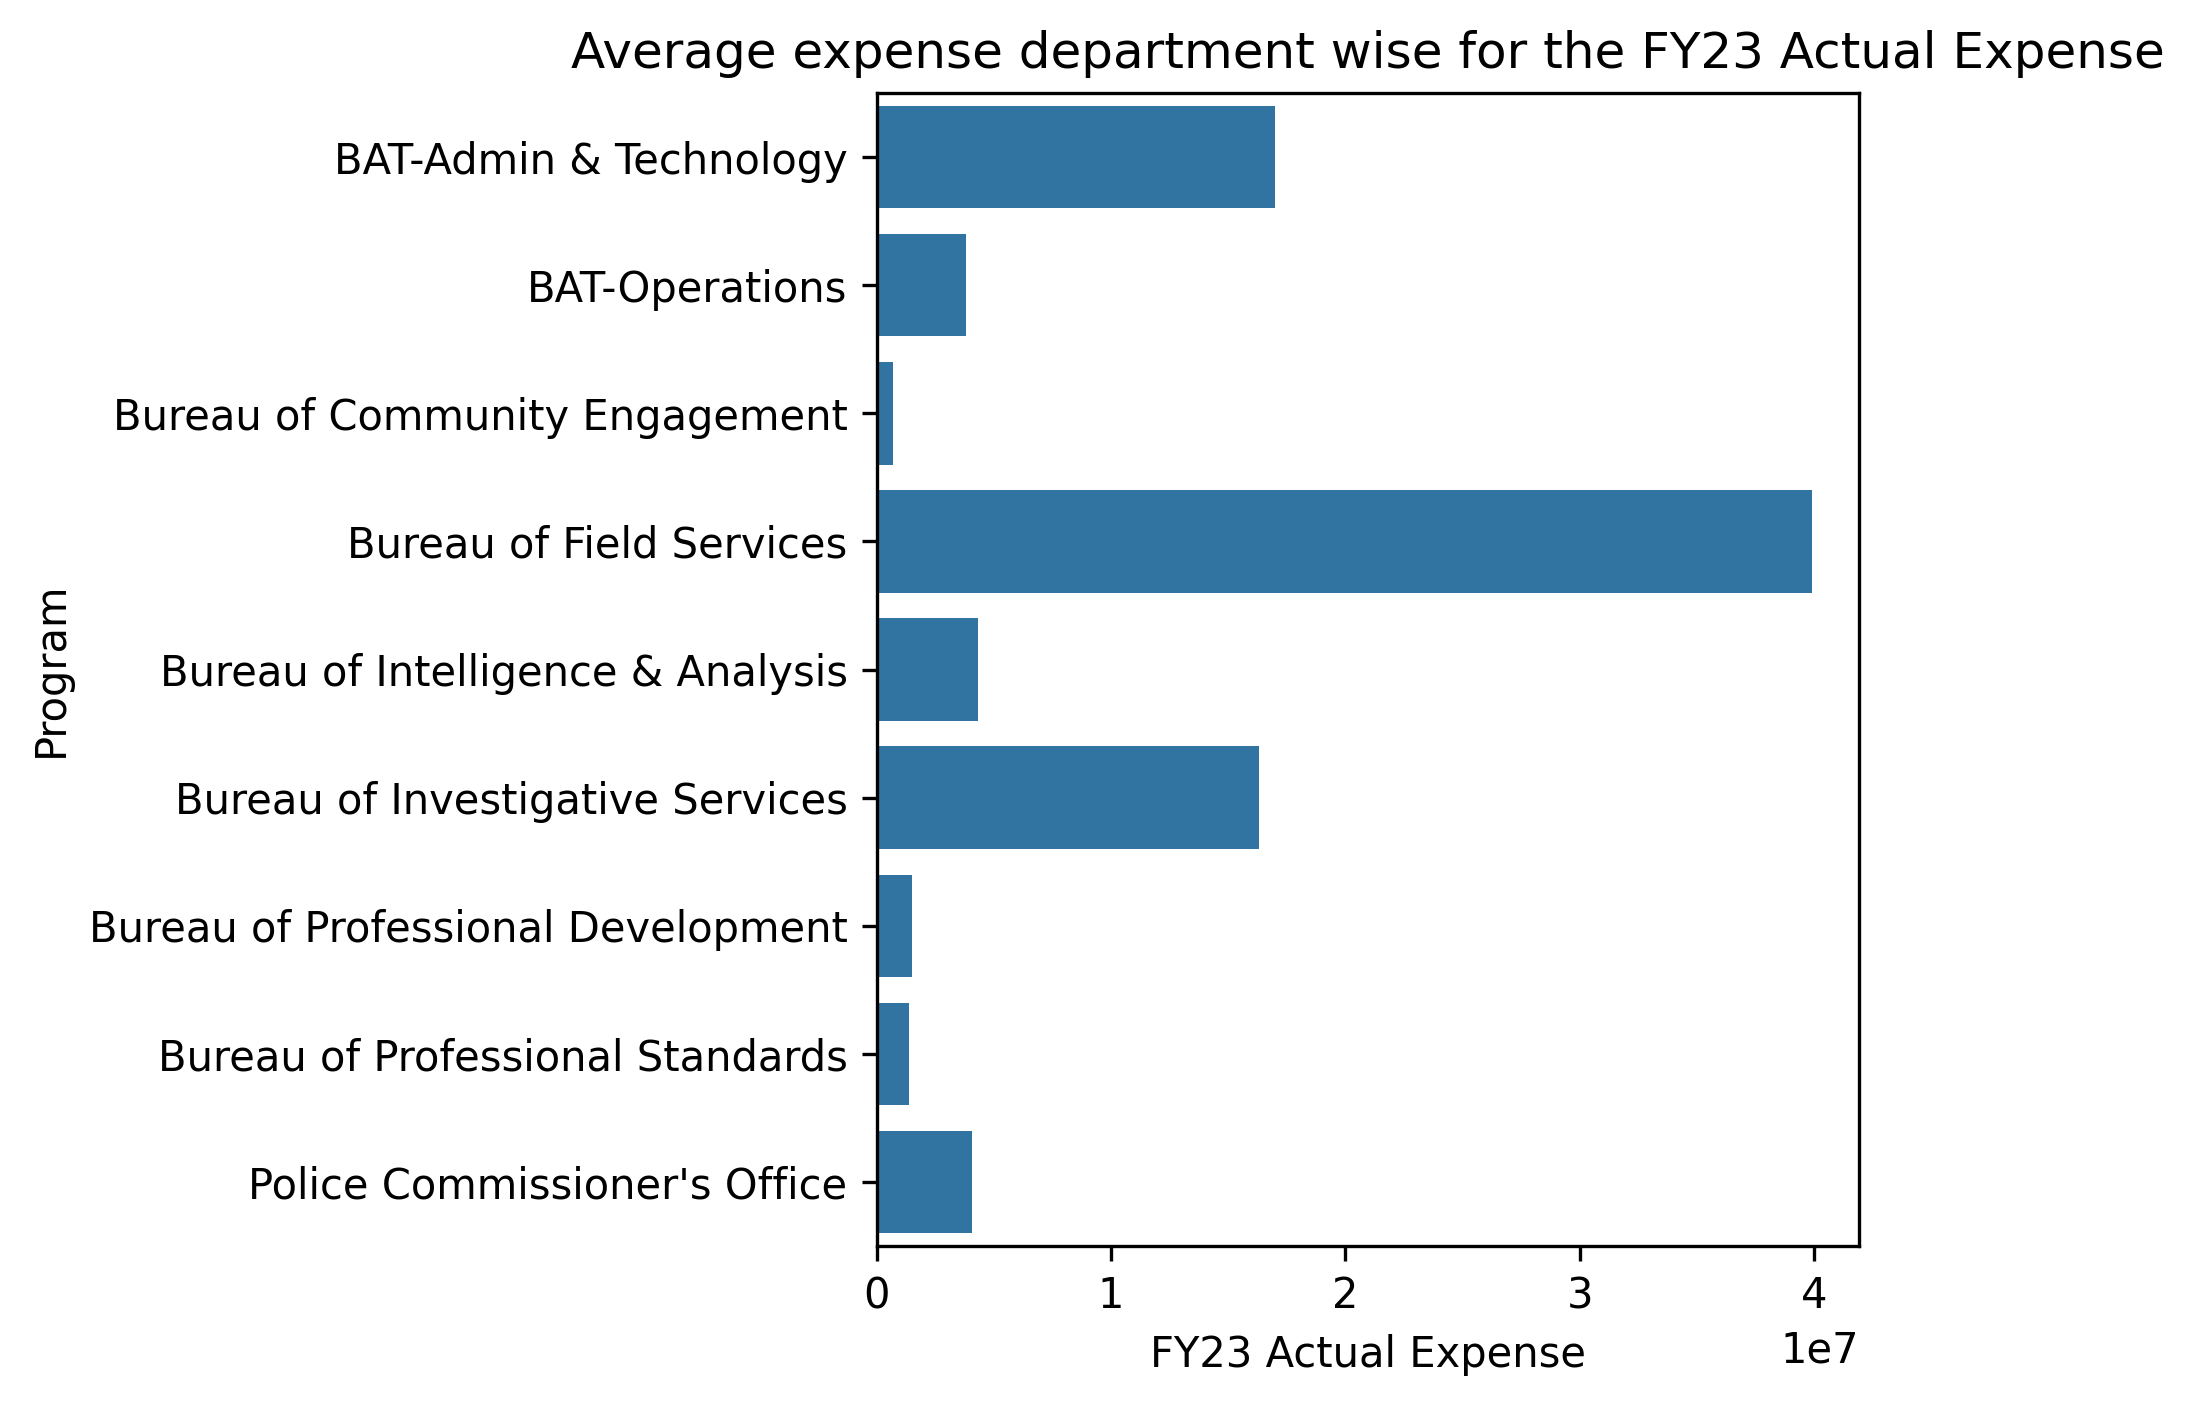 Average expense department wise for the FY23 Actual Expense
BAT-Admin & Technology
BAT-Operations
Bureau of Community Engagement
Bureau of Field Services
Bureau of Intelligence & Analysis
Bureau of Investigative Services
Bureau of Professional Development
Bureau of Professional Standards
Police Commissioner's Office
Program
0 1 2 3 4
1e7
FY23 Actual Expense